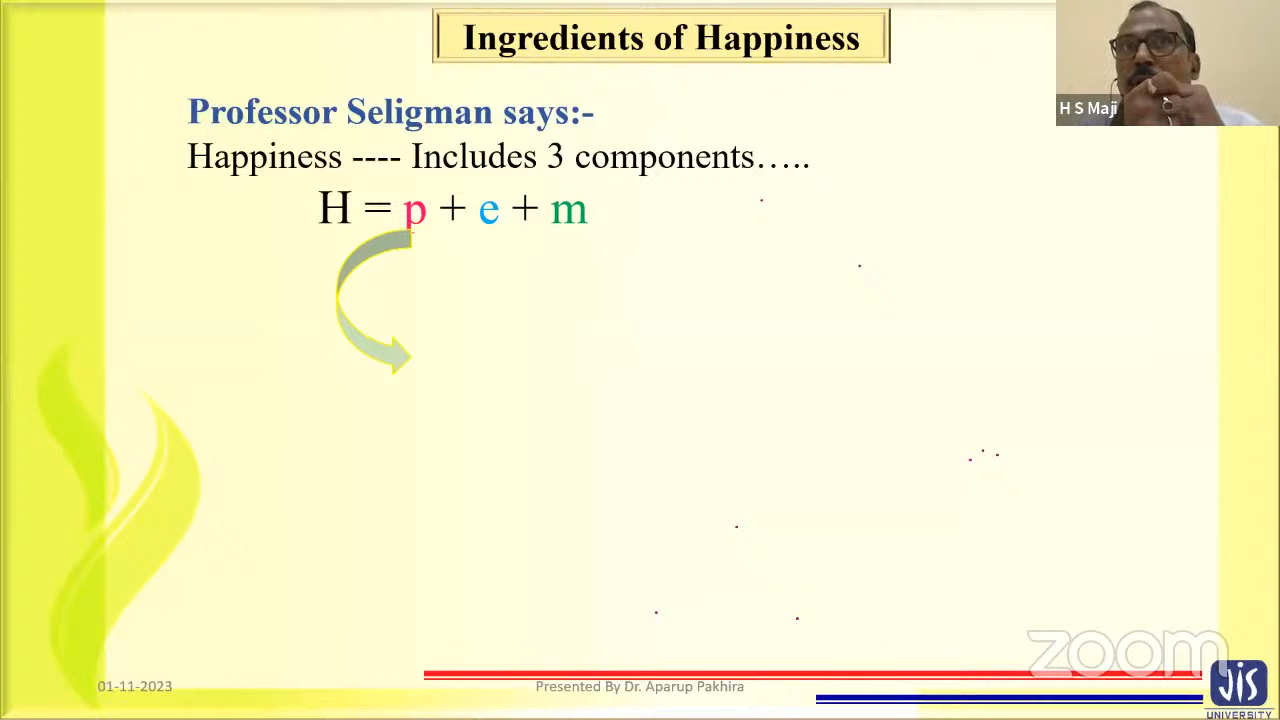 Ingredients of Happiness
H S Maji
Professor Seligman says:-
Happiness ---- Includes 3 components…..
H = p + e + m
zoom
01-11-2023
Presented By Dr. Aparup Pakhira
JIS
UNIVERSITY